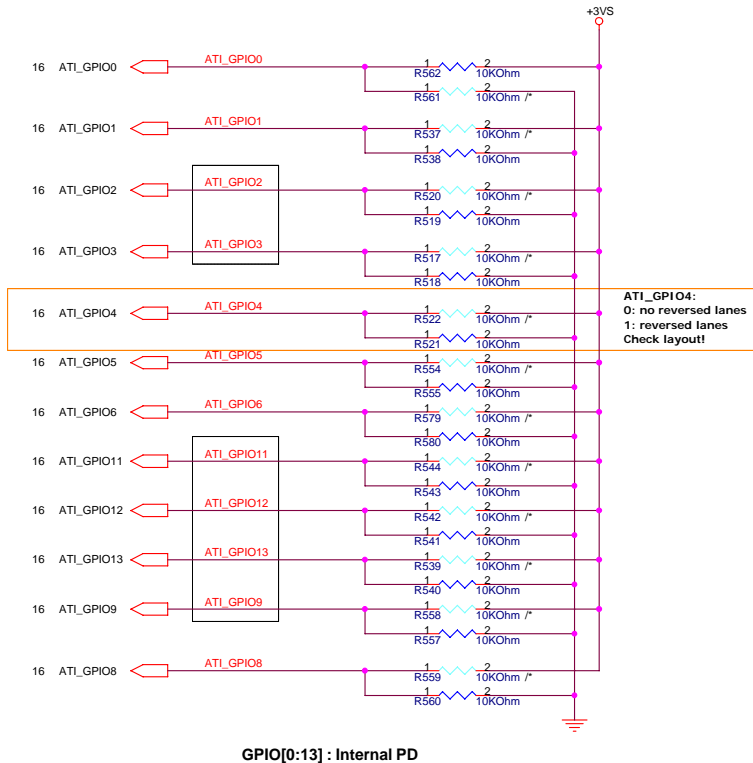 +3VS
16 ATI_GPIO0 ATI_GPIO0 1 2
R562 10KOhm
R561 10KOhm /*
16 ATI_GPIO1 ATI_GPIO1 1 2
R537 10KOhm /*
1 2
R538 10KOhm
16 ATI_GPIO2 ATI_GPIO2 1 2
R520 10KOhm /*
1 2
R519 10KOhm
16 ATI_GPIO3 ATI_GPIO3 1 2
R517 10KOhm /*
1 2
R518 10KOhm
16 ATI_GPIO4 ATI_GPIO4 1 2
R522 10KOhm /*
1 2
R521 10KOhm
ATI_GPIO4:
0: no reversed lanes
1: reversed lanes
Check layout!
16 ATI_GPIO5 ATI_GPIO5 1 2
R554 10KOhm /*
1 2
R555 10KOhm
16 ATI_GPIO6 ATI_GPIO6 1 2
R579 10KOhm /*
1 2
R580 10KOhm
16 ATI_GPIO11 ATI_GPIO11 1 2
R544 10KOhm /*
1 2
R543 10KOhm
16 ATI_GPIO12 ATI_GPIO12 1 2
R542 10KOhm /*
1 2
R541 10KOhm
16 ATI_GPIO13 ATI_GPIO13 1 2
R539 10KOhm /*
1 2
R540 10KOhm
16 ATI_GPIO9 ATI_GPIO9 1 2
R558 10KOhm /*
1 2
R557 10KOhm
16 ATI_GPIO8 ATI_GPIO8 1 2
R559 10KOhm /*
1 2
R560 10KOhm
GPIO[0:13] : Internal PD